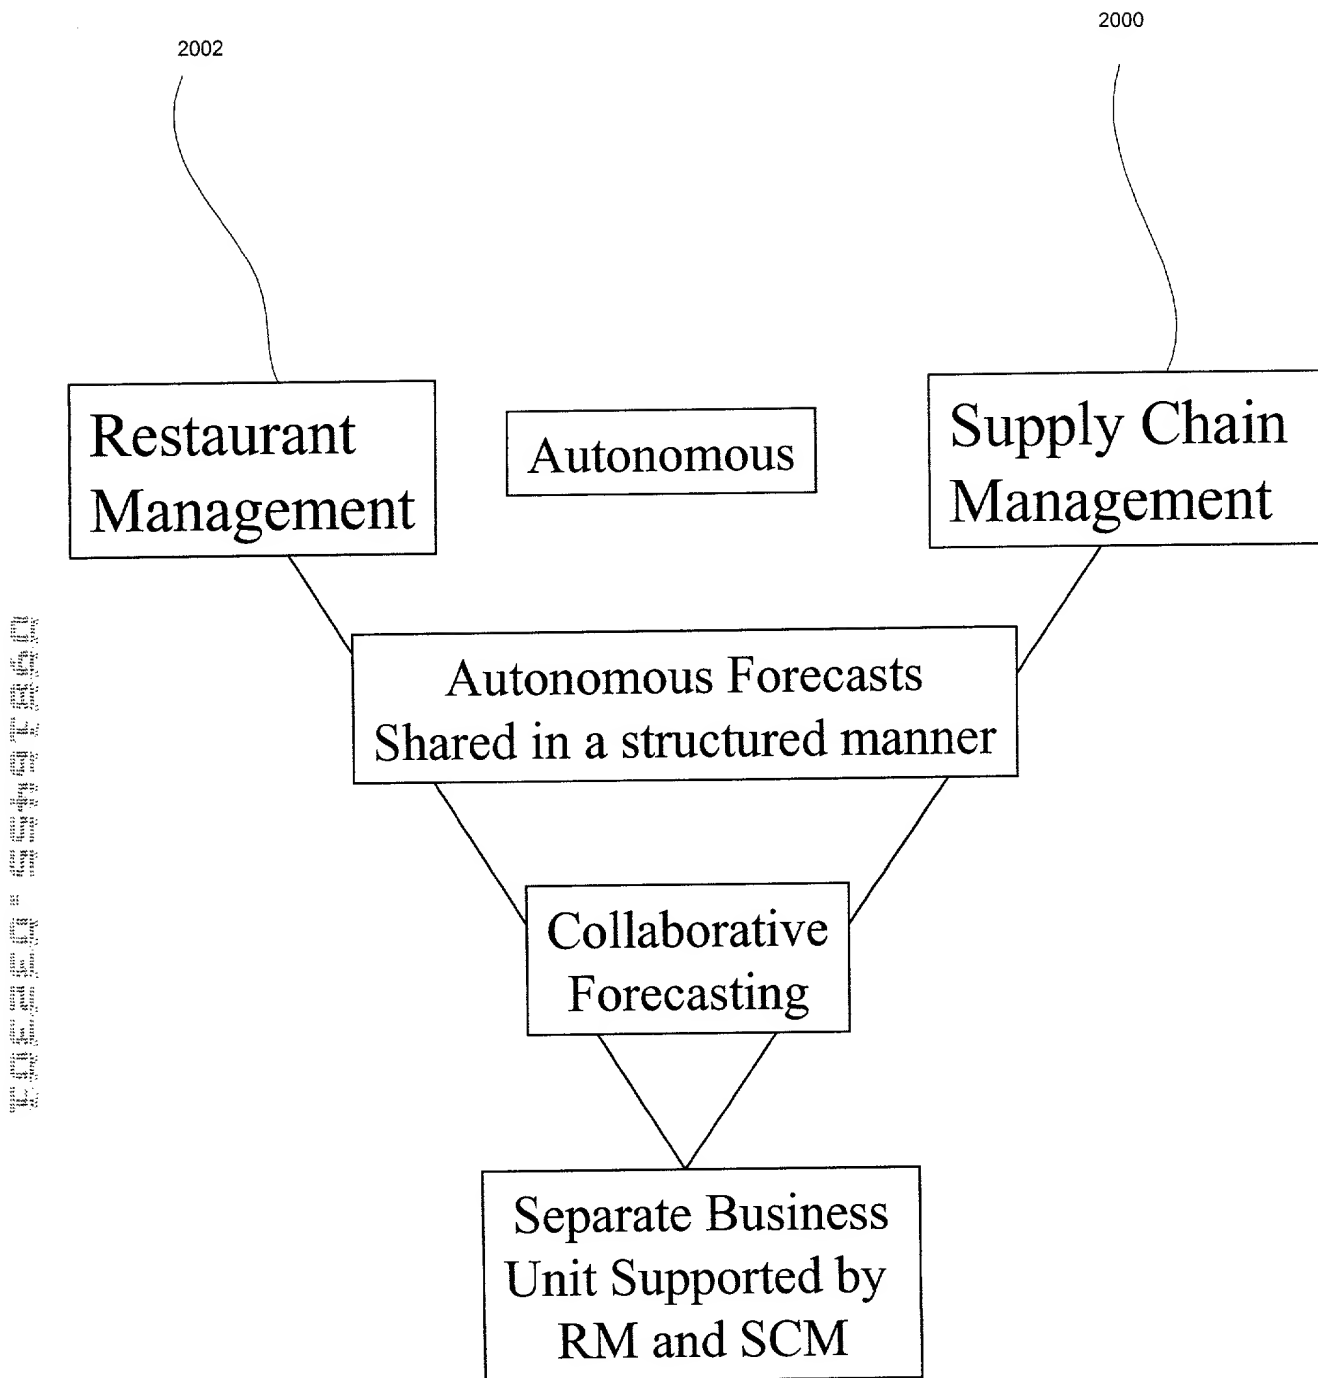 2002
2000
Restaurant
Management
Autonomous
Supply Chain
Management
Autonomous Forecasts
Shared in a structured manner
Collaborative
Forecasting
Separate Business
Unit Supported by
RM and SCM